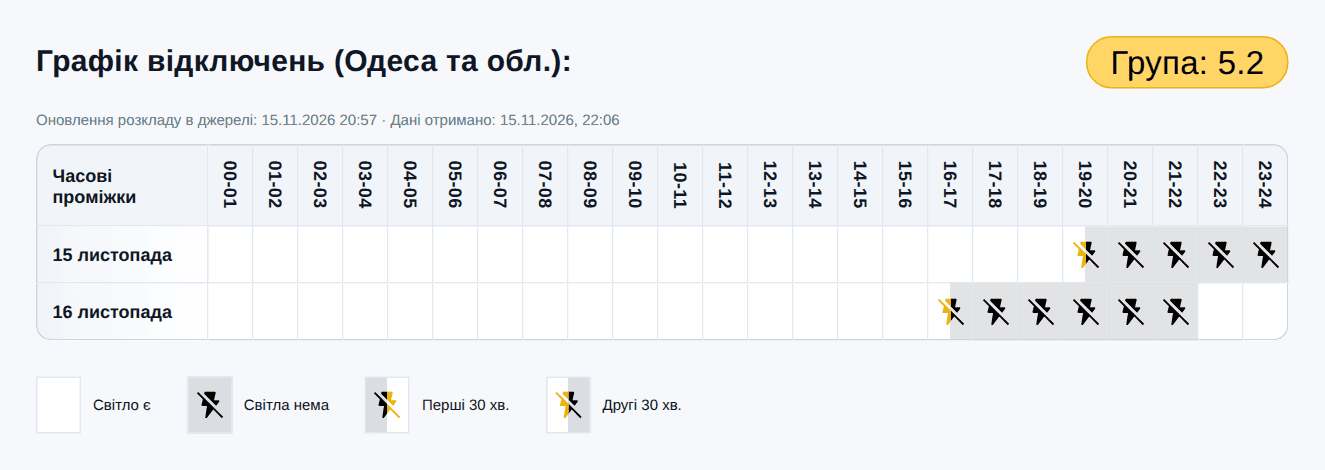 Графік відключень (Одеса та обл.):
Група: 5.2
Оновлення розкладу в джерелі: 15.11.2026 20:57 · Дані отримано: 15.11.2026, 22:06
Часові
проміжки
00-01
01-02
02-03
03-04
04-05
05-06
06-07
07-08
08-09
09-10
10-11
11-12
12-13
13-14
14-15
15-16
16-17
17-18
18-19
19-20
20-21
21-22
22-23
23-24
15 листопада
16 листопада
Світло є
Світла нема
Перші 30 хв.
Другі 30 хв.